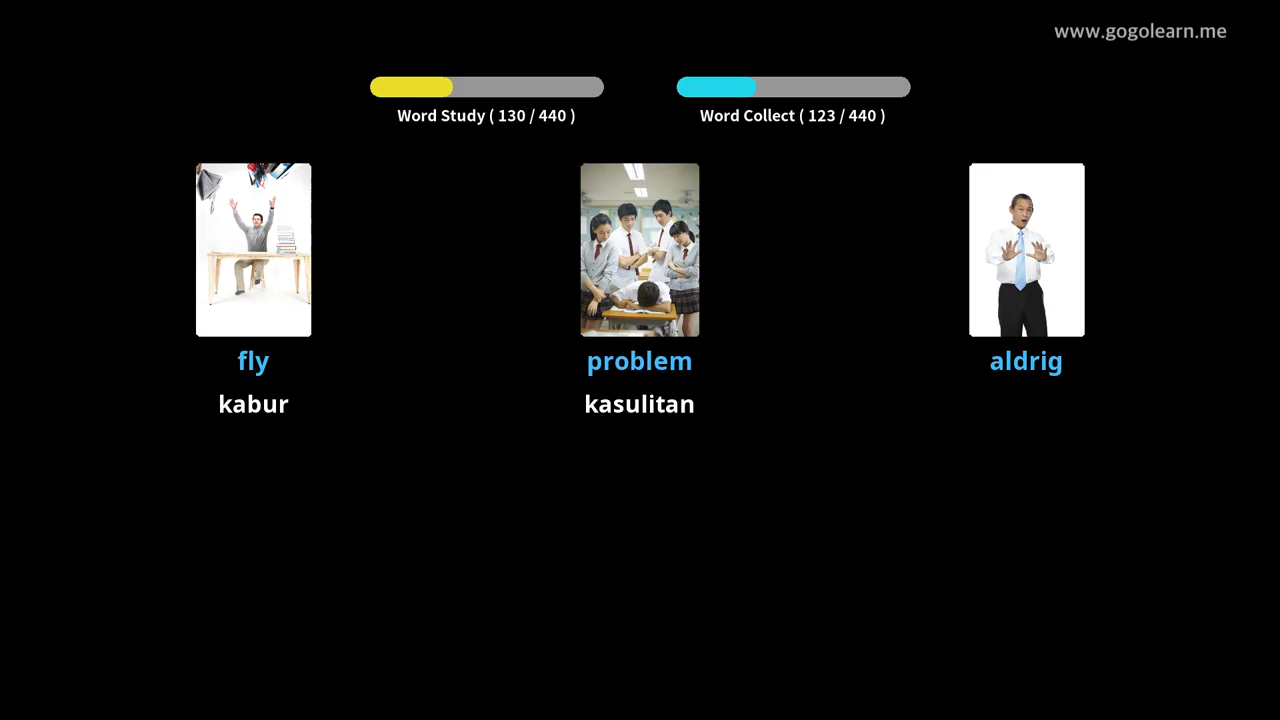 www.gogolearn.me
Word Study ( 130 / 440 )
Word Collect ( 123 / 440 )
fly
problem
aldrig
kabur
kasulitan